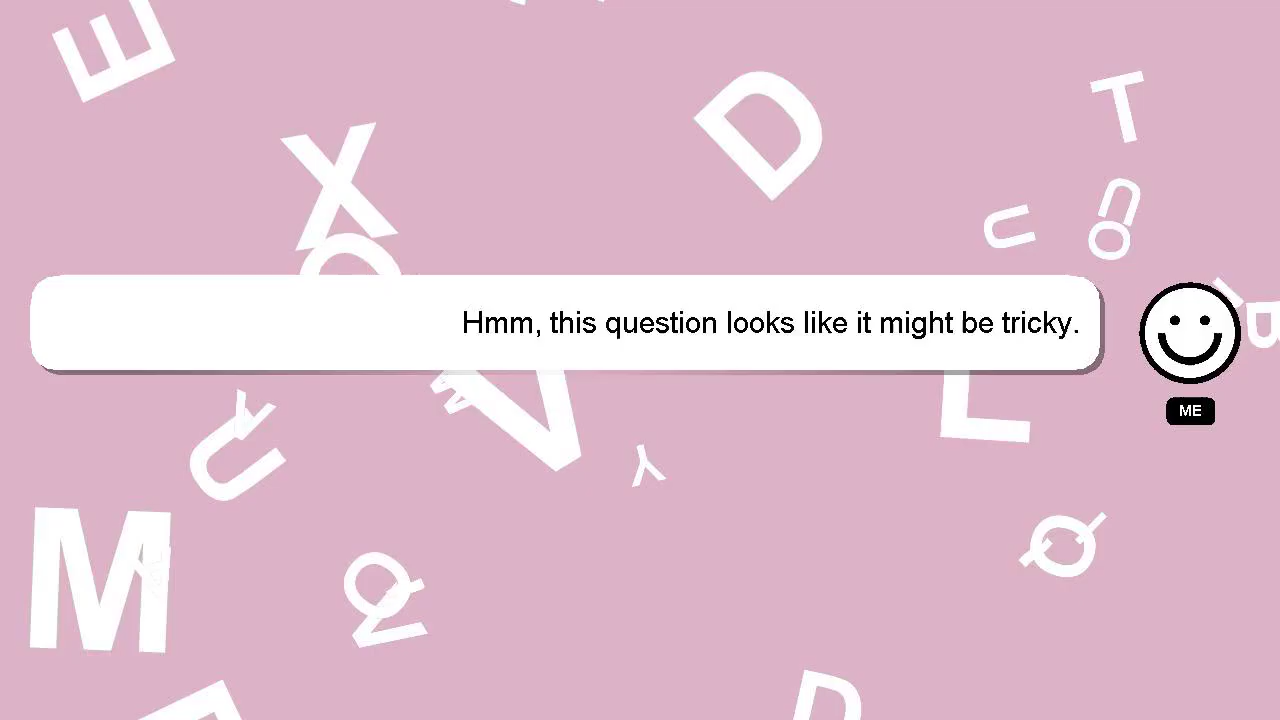 E
X
D
T
U
U
O
Hmm, this question looks like it might be tricky.
ME
V
L
Y
U
Y
M
Q
D